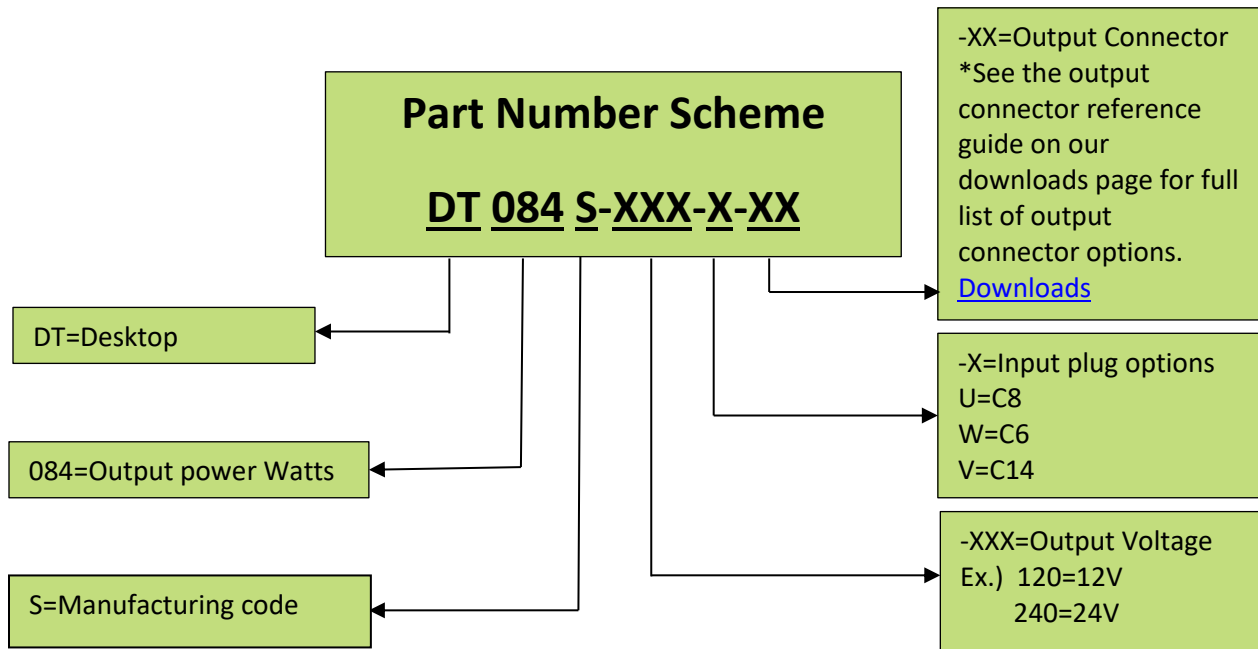 Part Number Scheme
DT 084 S-XXX-X-XX
DT=Desktop
084=Output power Watts
S=Manufacturing code
-XX=Output Connector
*See the output
connector reference
guide on our
downloads page for full
list of output
connector options.
Downloads
-X=Input plug options
U=C8
W=C6
V=C14
-XXX=Output Voltage
Ex.) 120=12V
240=24V